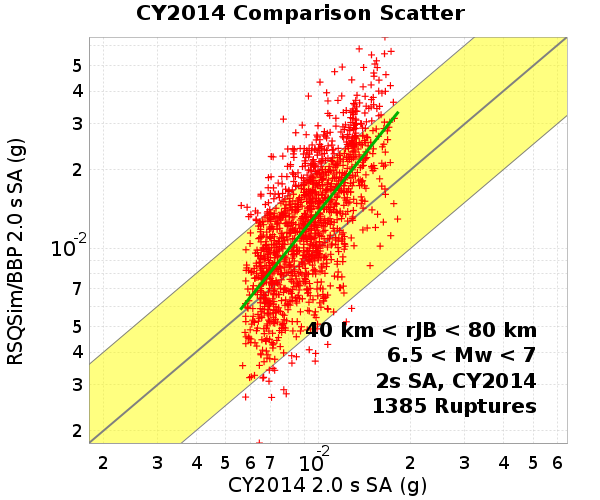 CY2014 Comparison Scatter
RSQSim/BBP 2.0 s SA (g)
5
4
3
2
10-2
7
5
4
3
2
40 km < rJB < 80 km
6.5 < Mw < 7
2s SA, CY2014
1385 Ruptures
2 3 4 5 6 7 10-2 2 3 4 5 6
CY2014 2.0 s SA (g)